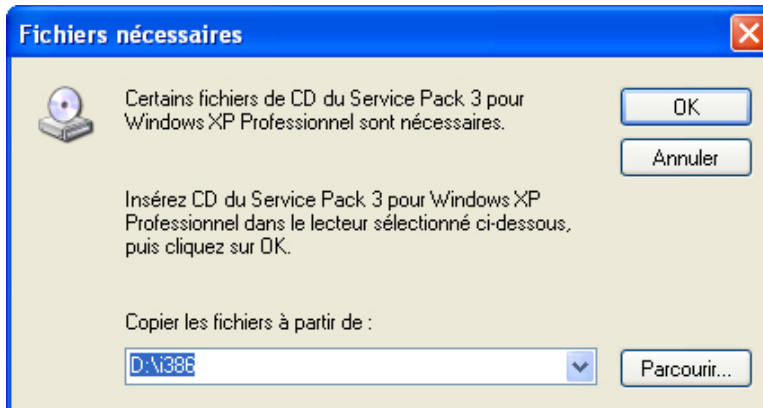 Fichiers nécessaires
Certains fichiers de CD du Service Pack 3 pour
Windows XP Professionnel sont nécessaires.
OK
Annuler
Insérez CD du Service Pack 3 pour Windows XP
Professionnel dans le lecteur sélectionné ci-dessous,
puis cliquez sur OK.
Copier les fichiers à partir de :
D:\i386
Parcourir...